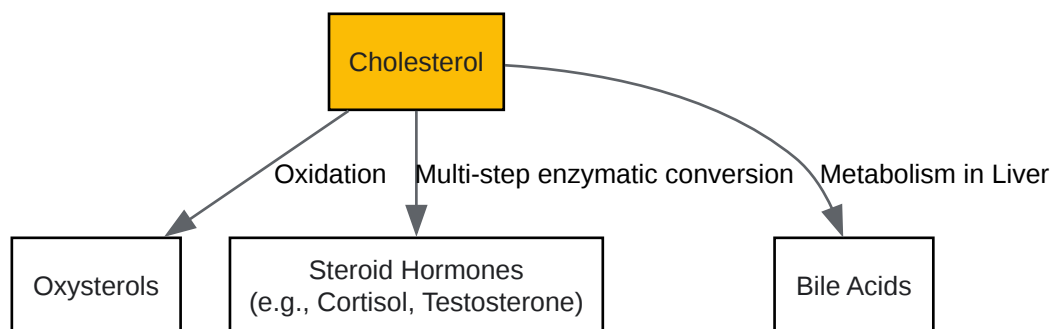 Cholesterol
Oxidation
Multi-step enzymatic conversion
Metabolism in Liver
Oxysterols
Steroid Hormones
(e.g., Cortisol, Testosterone)
Bile Acids